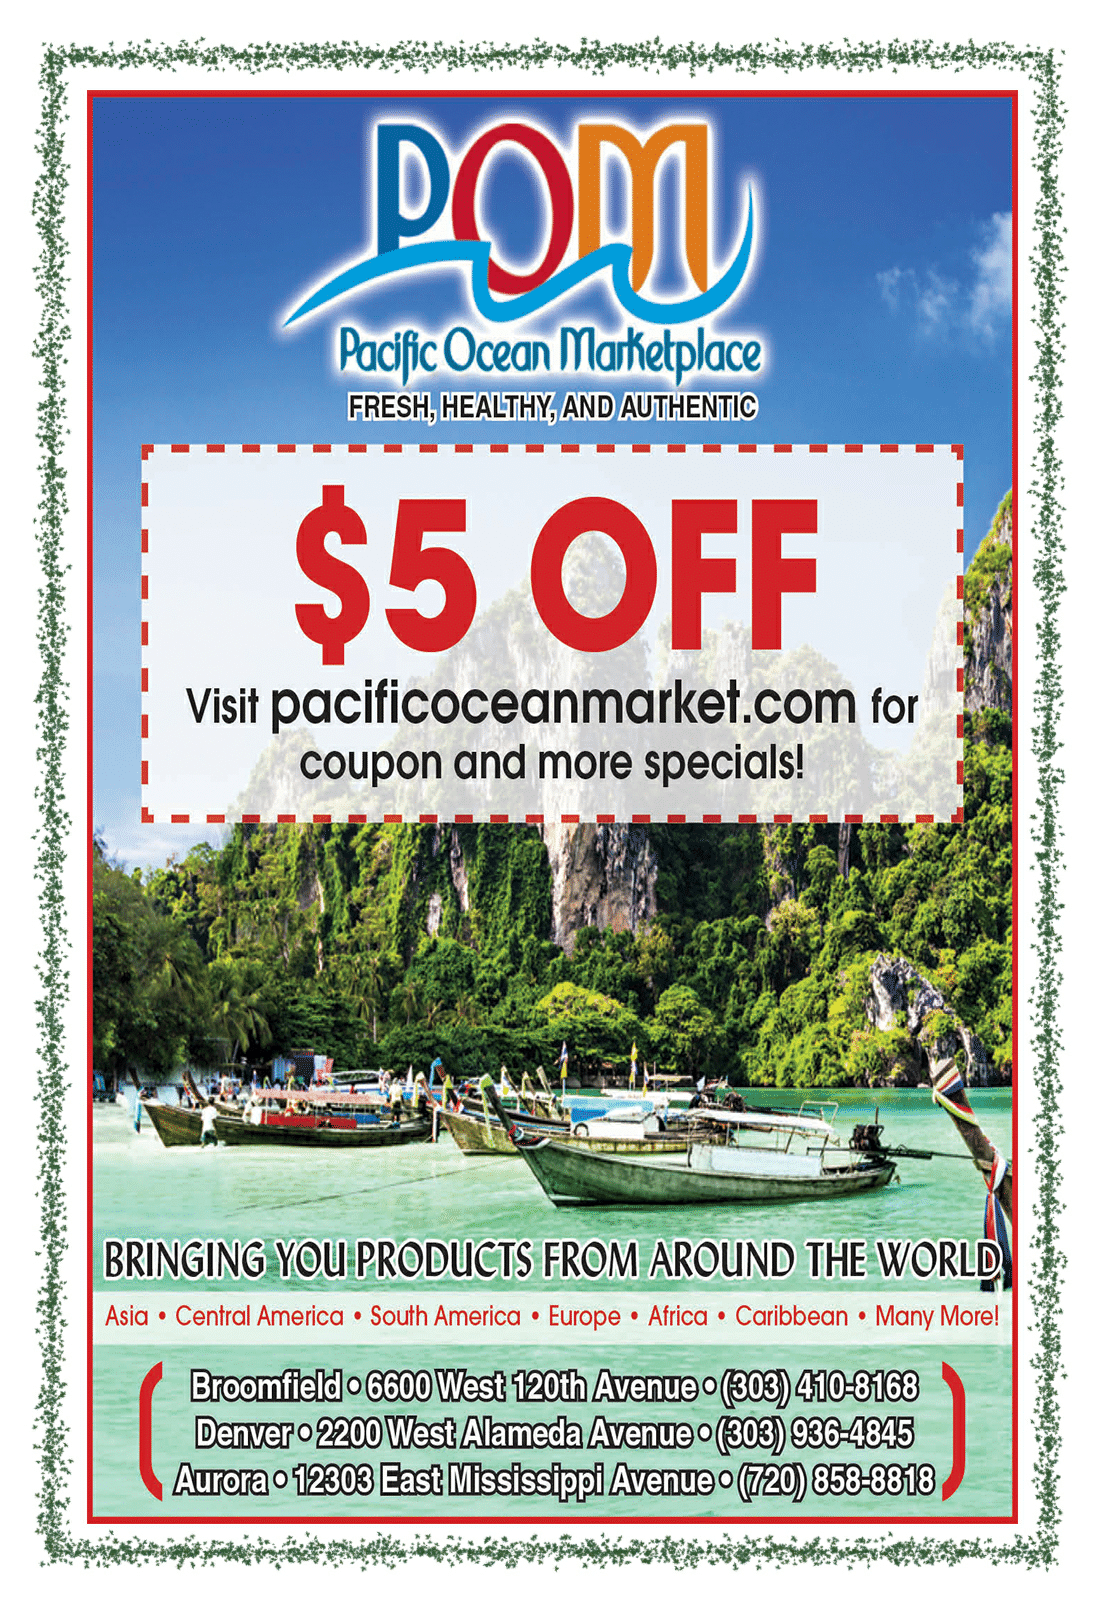 POM
Pacific Ocean Marketplace
FRESH, HEALTHY, AND AUTHENTIC
$5 OFF
Visit pacificoceanmarket.com for
coupon and more specials!
BRINGING YOU PRODUCTS FROM AROUND THE WORLD
Asia • Central America • South America • Europe • Africa • Caribbean • Many More!
Broomfield • 6600 West 120th Avenue • (303) 410-8168
Denver • 2200 West Alameda Avenue • (303) 936-4845
Aurora • 12303 East Mississippi Avenue • (720) 858-8818